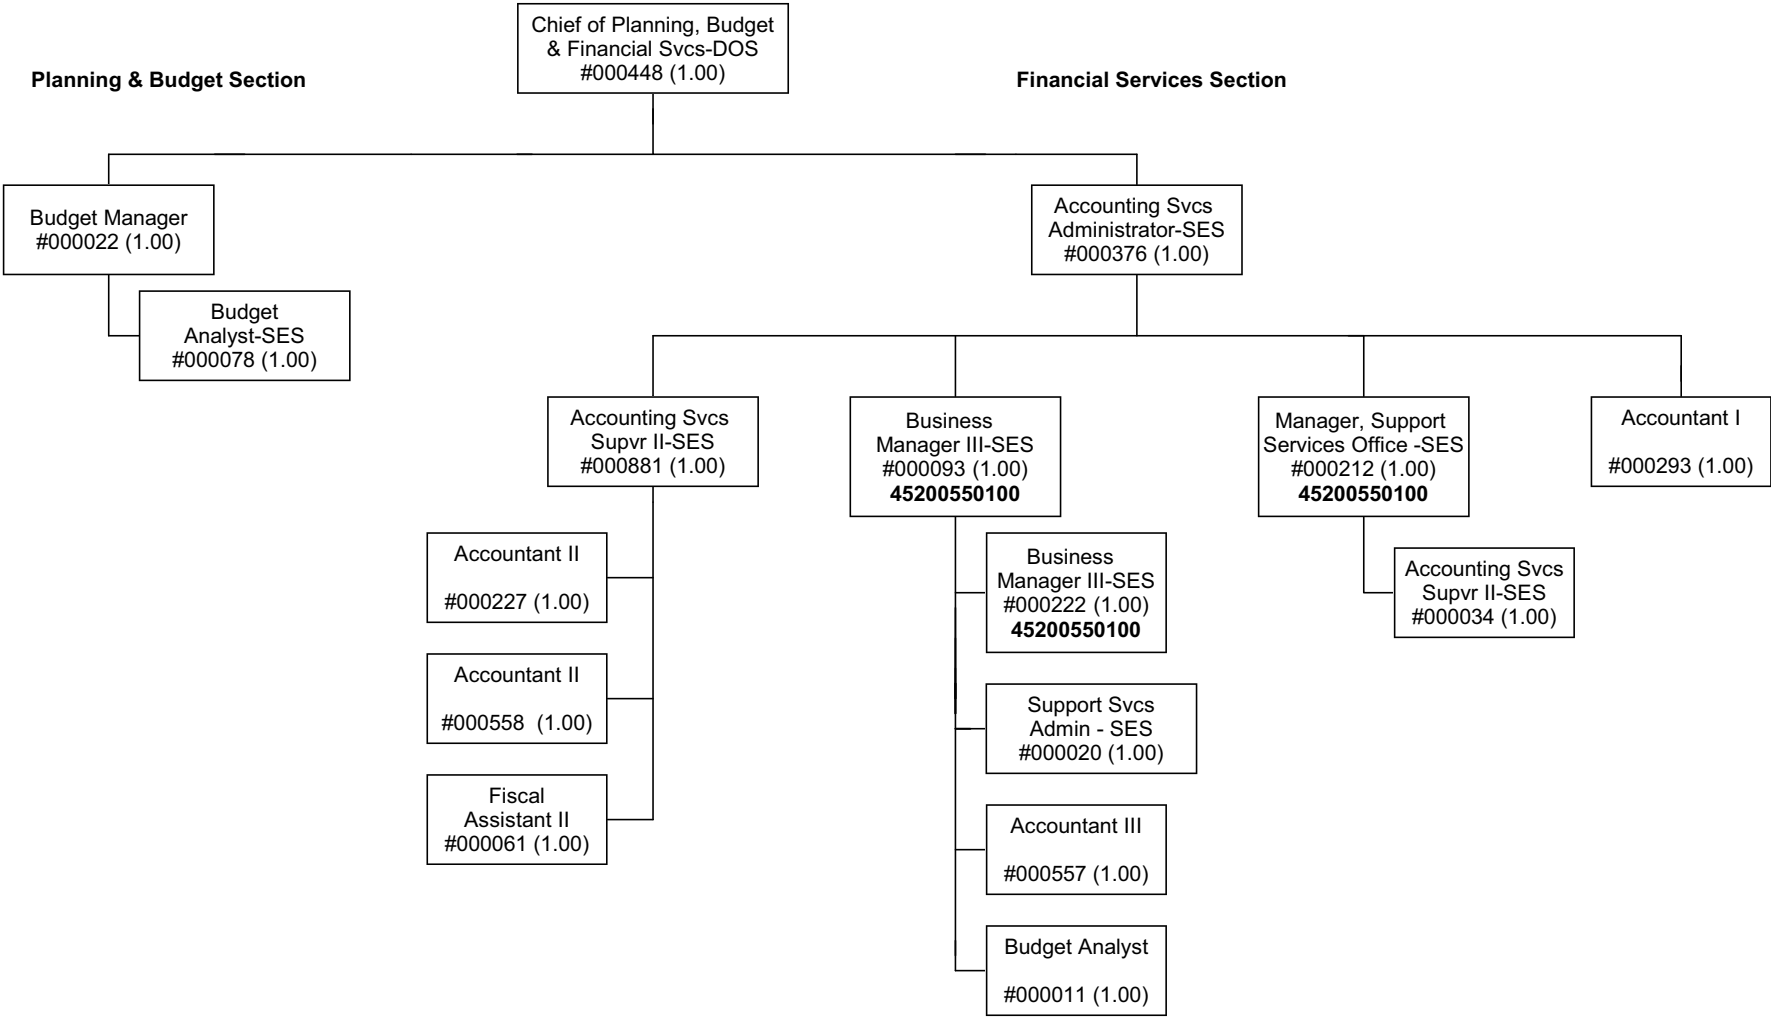 Chief of Planning, Budget
& Financial Svcs-DOS
#000448 (1.00)
Planning & Budget Section
Financial Services Section
Budget Manager
#000022 (1.00)
Accounting Svcs
Administrator-SES
#000376 (1.00)
Budget
Analyst-SES
#000078 (1.00)
Accounting Svcs
Supvr II-SES
#000881 (1.00)
Business
Manager III-SES
#000093 (1.00)
45200550100
Manager, Support
Services Office -SES
#000212 (1.00)
45200550100
Accountant I
#000293 (1.00)
Accountant II
#000227 (1.00)
Accountant II
#000558  (1.00)
Fiscal
Assistant II
#000061 (1.00)
Business
Manager III-SES
#000222 (1.00)
45200550100
Support Svcs
Admin - SES
#000020 (1.00)
Accountant III
#000557 (1.00)
Budget Analyst
#000011 (1.00)
Accounting Svcs
Supvr II-SES
#000034 (1.00)